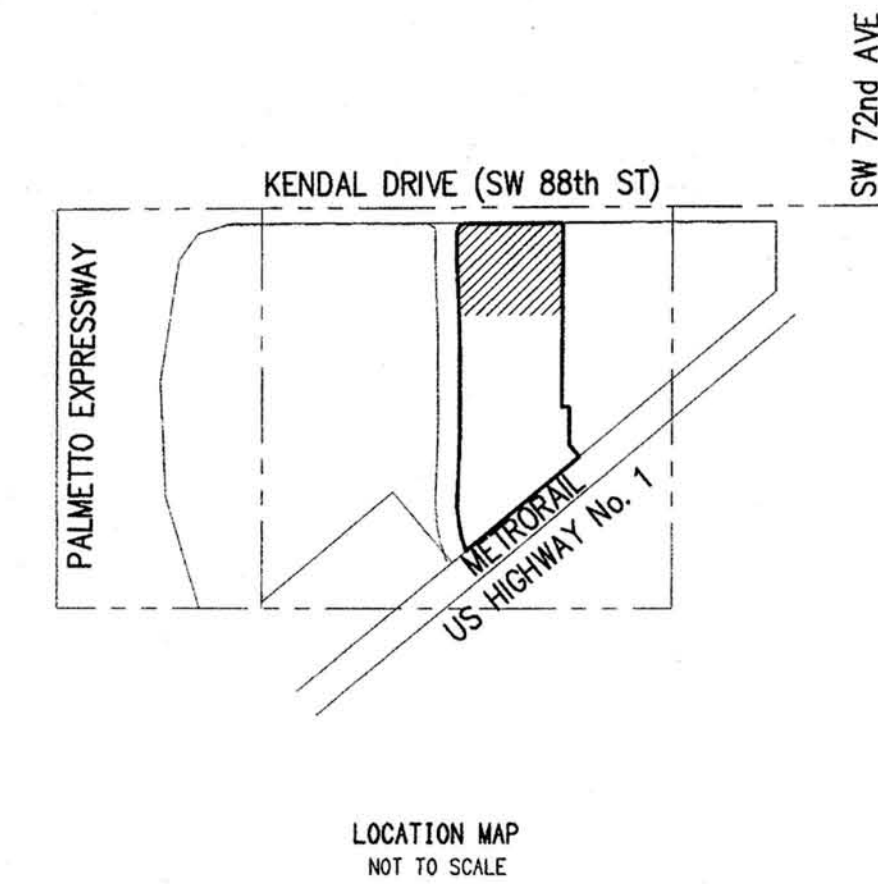 SW 72nd AVE
KENDAL DRIVE (SW 88th ST)
PALMETTO EXPRESSWAY
METRORAIL
US HIGHWAY No. 1
LOCATION MAP
NOT TO SCALE